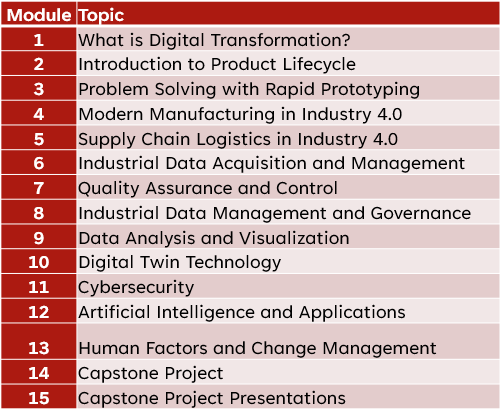 Module Topic
1 What is Digital Transformation?
2 Introduction to Product Lifecycle
3 Problem Solving with Rapid Prototyping
4 Modern Manufacturing in Industry 4.0
5 Supply Chain Logistics in Industry 4.0
6 Industrial Data Acquisition and Management
7 Quality Assurance and Control
8 Industrial Data Management and Governance
9 Data Analysis and Visualization
10 Digital Twin Technology
11 Cybersecurity
12 Artificial Intelligence and Applications
13 Human Factors and Change Management
14 Capstone Project
15 Capstone Project Presentations